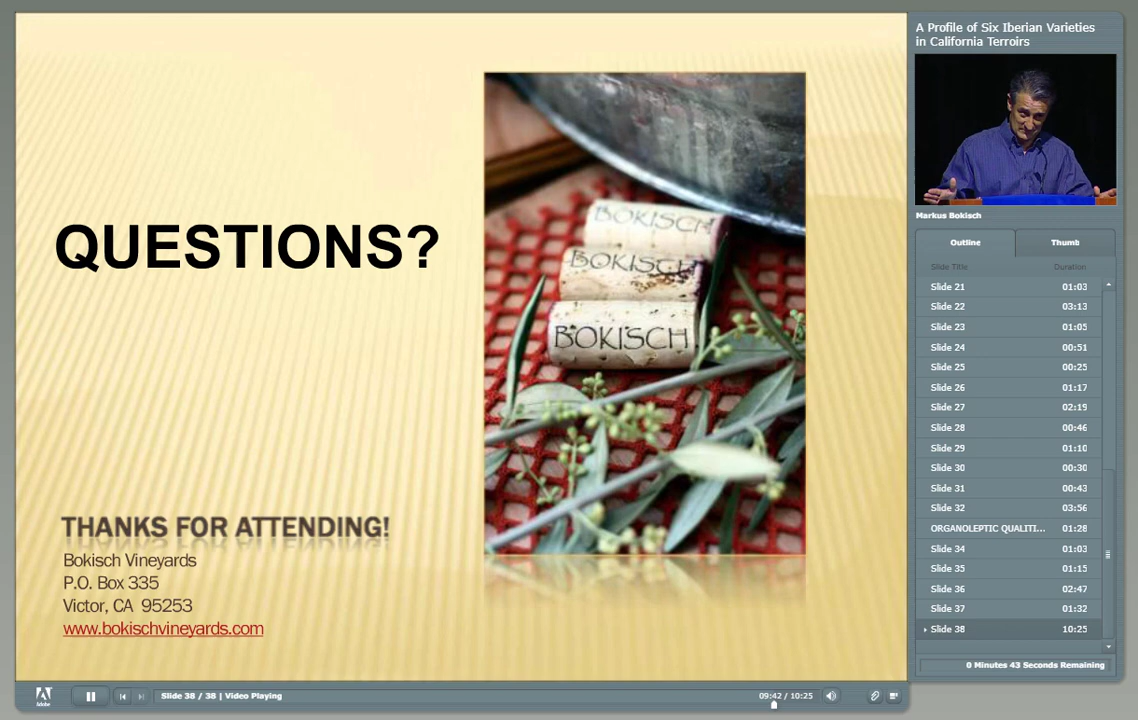 QUESTIONS?
BOKISCH
BOKISCH
BOKISCH
THANKS FOR ATTENDING!
Bokisch Vineyards
P.O. Box 335
Victor, CA 95253
www.bokischvineyards.com
A Profile of Six Iberian Varieties
in California Terroirs
Markus Bokisch
Outline Thumb
Slide Title Duration
Slide 21 01:03
Slide 22 03:13
Slide 23 01:05
Slide 24 00:51
Slide 25 00:25
Slide 26 01:17
Slide 27 02:19
Slide 28 00:46
Slide 29 01:10
Slide 30 00:30
Slide 31 00:43
Slide 32 03:56
ORGANOLEPTIC QUALITI... 01:28
Slide 34 01:03
Slide 35 01:15
Slide 36 02:47
Slide 37 01:32
Slide 38 10:25
0 Minutes 43 Seconds Remaining
Adobe
Slide 38 / 38 | Video Playing
09:42 / 10:25